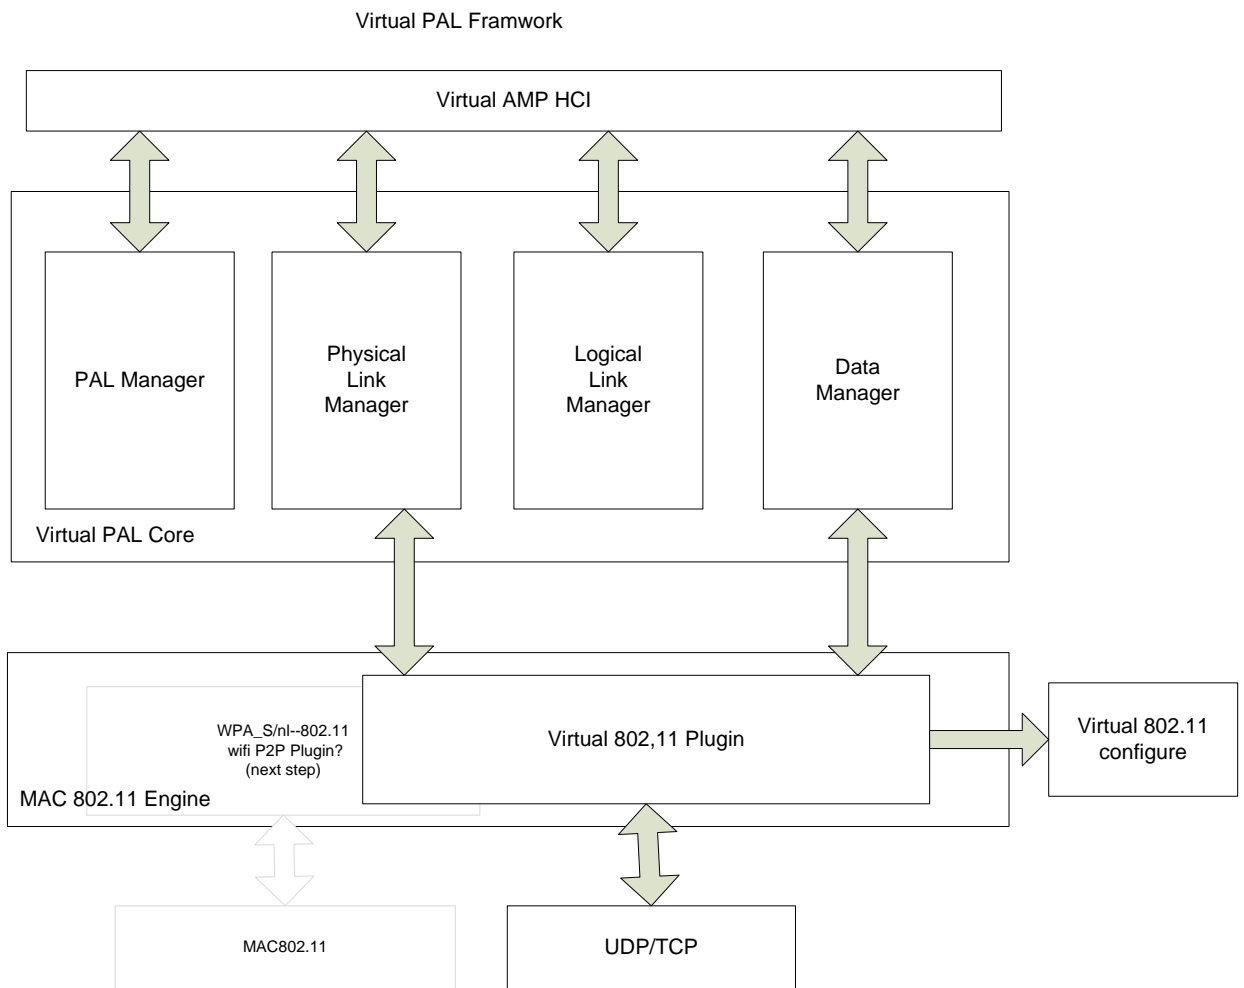 Virtual PAL Framwork
Virtual AMP HCI
PAL Manager
Physical
Link
Manager
Logical
Link
Manager
Data
Manager
Virtual PAL Core
WPA_S/nl--802.11
wifi P2P Plugin?
(next step)
Virtual 802,11 Plugin
Virtual 802.11
configure
MAC 802.11 Engine
MAC802.11
UDP/TCP